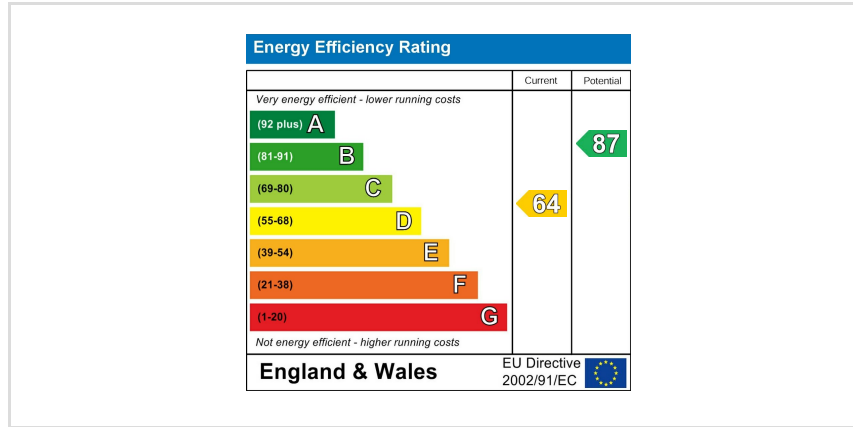 Energy Efficiency Rating
Current Potential
Very energy efficient - lower running costs
(92 plus) A
(81-91) B
87
(69-80) C
64
(55-68) D
(39-54) E
(21-38) F
(1-20) G
Not energy efficient - higher running costs
England & Wales
EU Directive
2002/91/EC